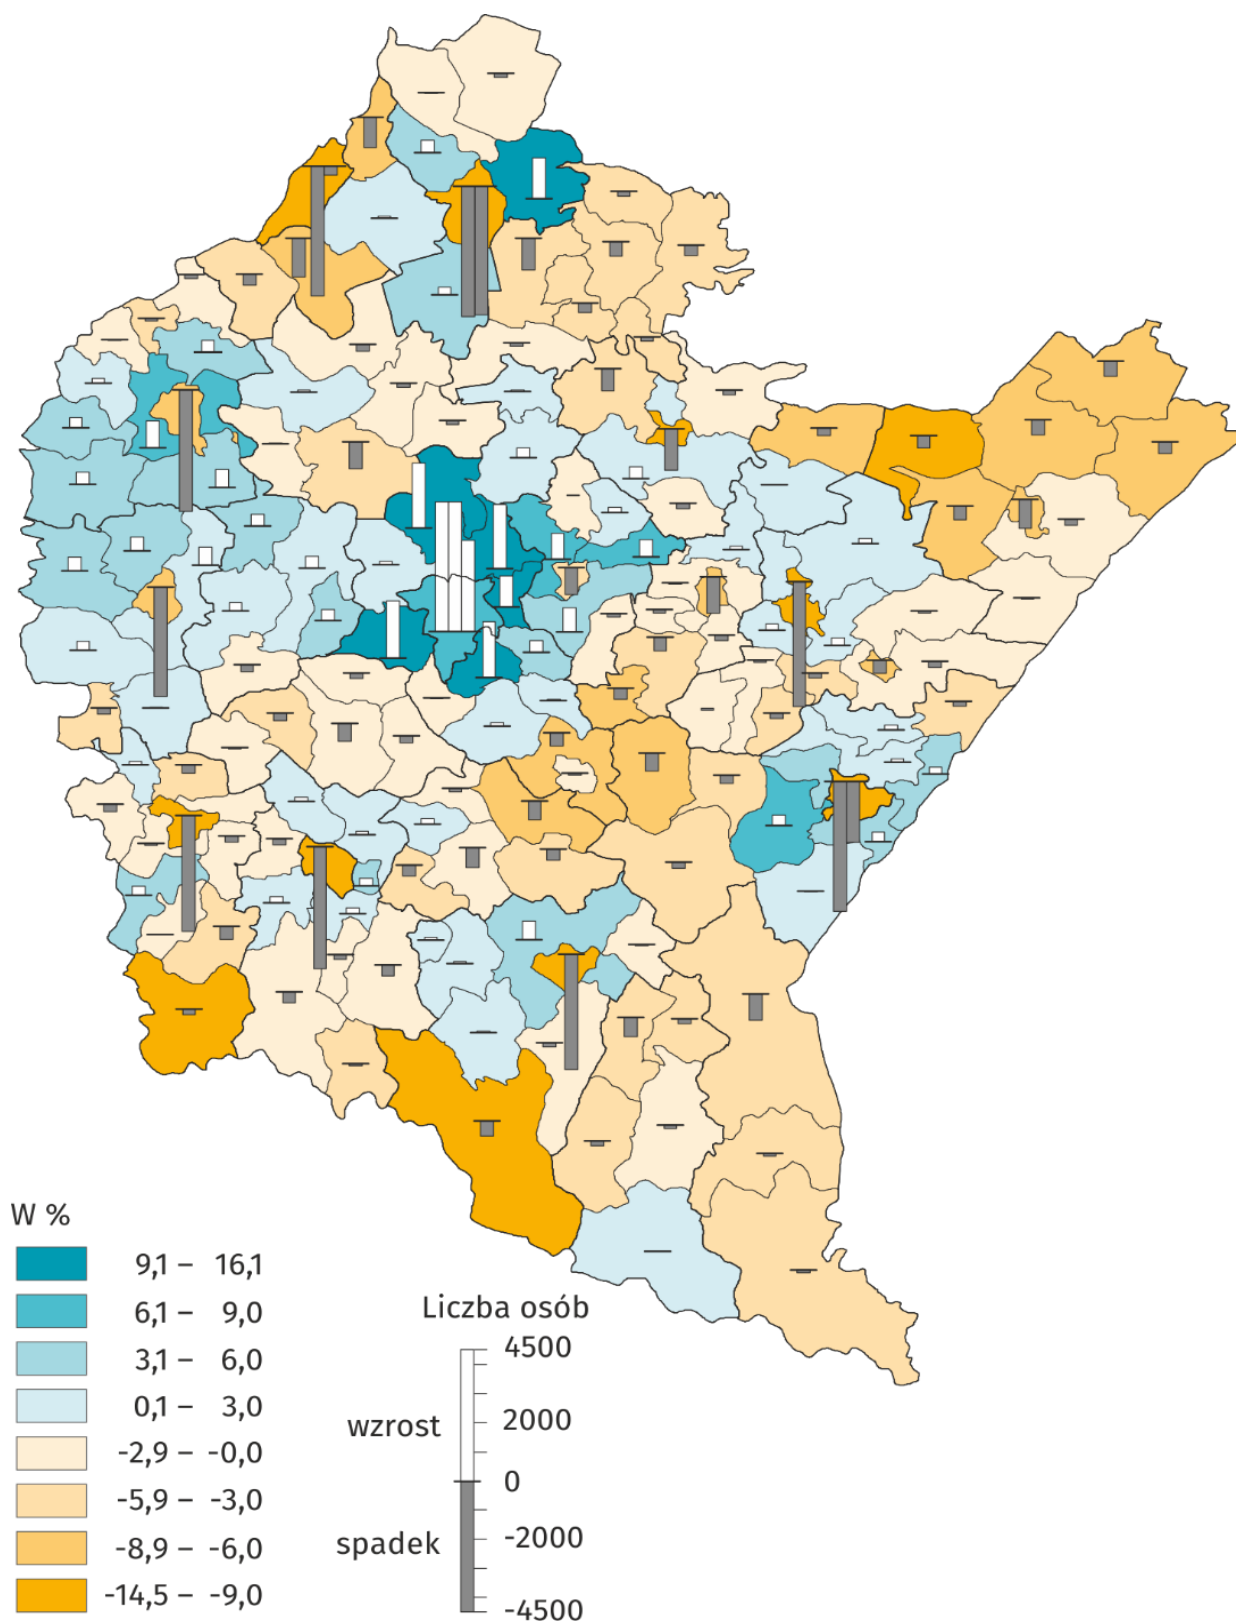 W %
9,1 – 16,1
6,1 – 9,0
3,1 – 6,0
0,1 – 3,0
-2,9 – -0,0
-5,9 – -3,0
-8,9 – -6,0
-14,5 – -9,0
Liczba osób
4500
wzrost 2000
0
spadek -2000
-4500